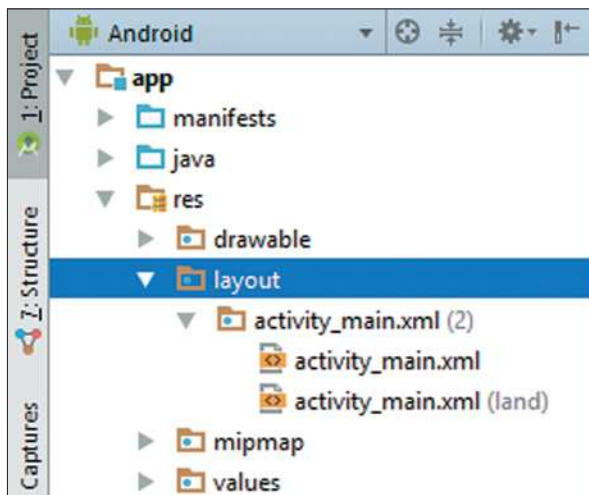 1: Project
7: Structure
Captures
Android
app
manifests
java
res
drawable
layout
activity_main.xml (2)
activity_main.xml
activity_main.xml (land)
mipmap
values